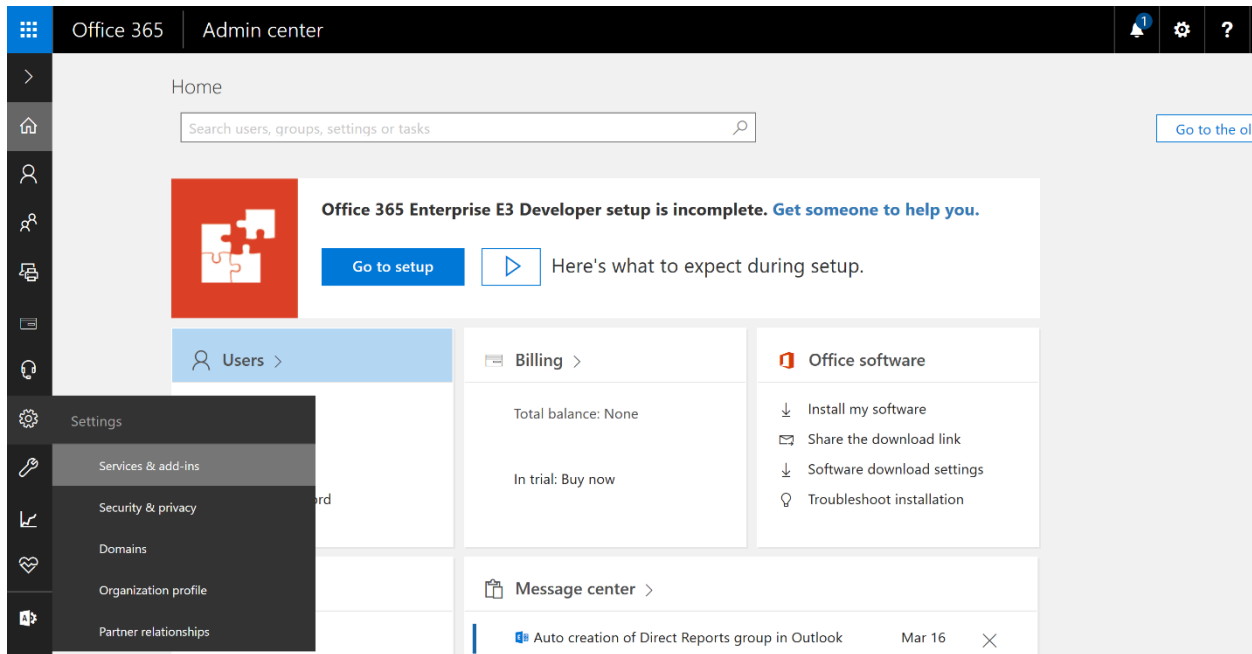 Office 365 Admin center 1 ?
Home
Search users, groups, settings or tasks
Go to the ol
Office 365 Enterprise E3 Developer setup is incomplete. Get someone to help you.
Go to setup
Here's what to expect during setup.
Users
Billing
Office software
Total balance: None
In trial: Buy now
Install my software
Share the download link
Software download settings
Troubleshoot installation
Settings
Services & add-ins
Security & privacy
Domains
Organization profile
Partner relationships
ord
Message center
Auto creation of Direct Reports group in Outlook Mar 16